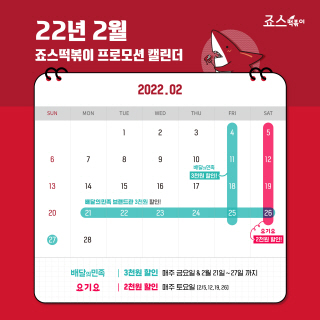 22년 2월
죠스떡볶이 프로모션 캘린더
죠스떡볶이
2022.02
SUN MON TUE WED THU FRI SAT
1 2 3 4 5
6 7 8 9 10 11 12
배달의민족
3천원 할인!
13 14 15 16 17 18 19
배달의민족 브랜드관 3천원 할인!
20 21 22 23 24 25 26
요기요
2천원 할인!
27 28
배달의민족 3천원 할인 매주 금요일 & 2월 21일~27일 까지
요기요 2천원 할인 매주 토요일 (2/5,12,19,26)